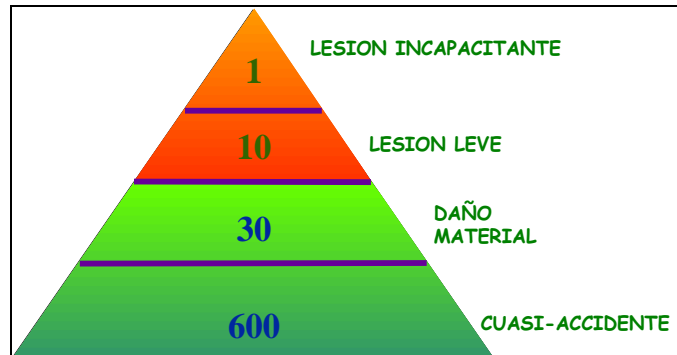 1
LESION INCAPACITANTE
10
LESION LEVE
30
DAÑO
MATERIAL
600
CUASI-ACCIDENTE